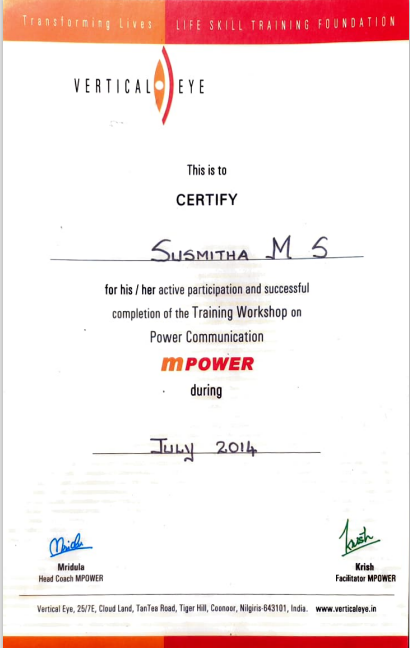 Transforming Lives LIFE SKILL TRAINING FOUNDATION
VERTICAL EYE
This is to
CERTIFY
SUSMITHA M S
for his / her active participation and successful
completion of the Training Workshop on
Power Communication
mPOWER
during
JULY 2014
Mridula Krish
Mridula Krish
Head Coach MPOWER Facilitator MPOWER
Vertical Eye, 25/7E, Cloud Land, TanTea Road, Tiger Hill, Coonoor, Nilgiris-643101, India. www.verticaleye.in